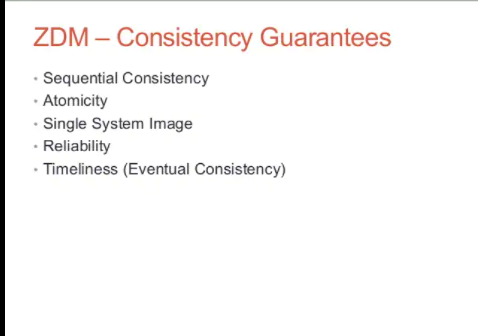 ZDM – Consistency Guarantees
• Sequential Consistency
• Atomicity
• Single System Image
• Reliability
• Timeliness (Eventual Consistency)